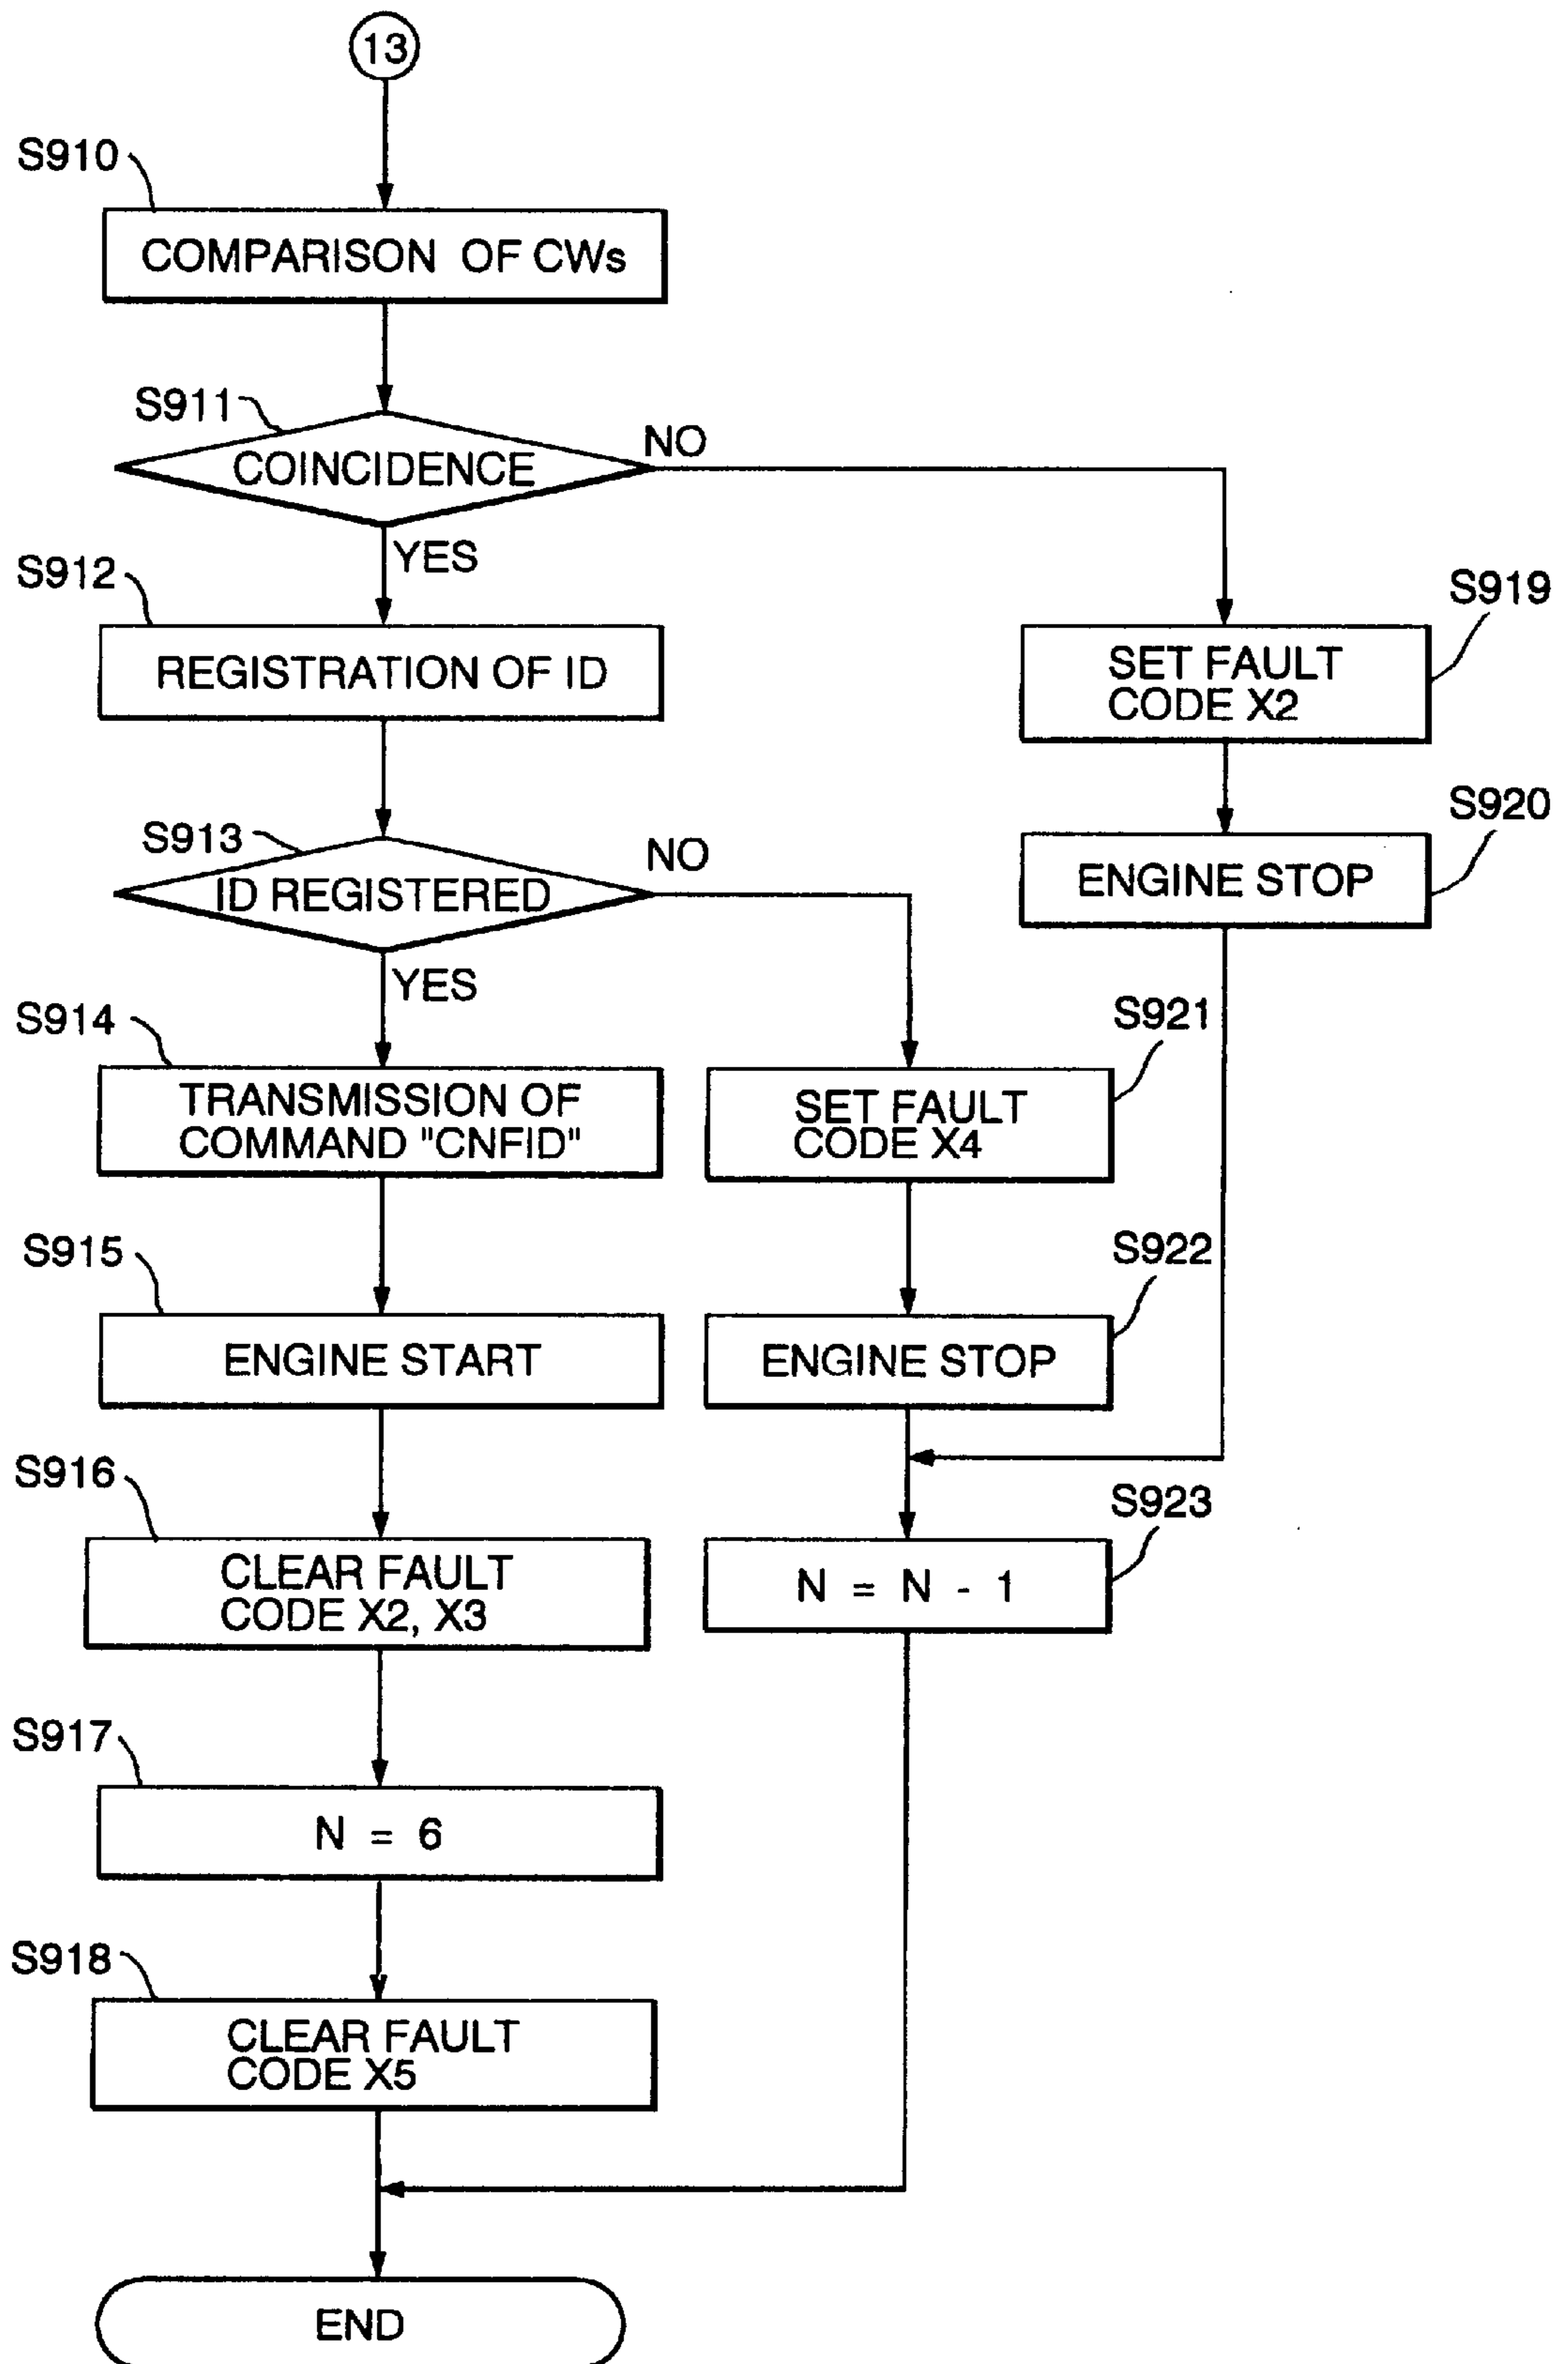 13
S910
COMPARISON OF CWs
S911
COINCIDENCE
NO
YES
S912
REGISTRATION OF ID
S919
SET FAULT
CODE X2
S920
ENGINE STOP
S913
ID REGISTERED
NO
YES
S914
TRANSMISSION OF
COMMAND "CNFID"
S921
SET FAULT
CODE X4
S915
ENGINE START
S922
ENGINE STOP
S916
CLEAR FAULT
CODE X2, X3
S923
N = N - 1
S917
N = 6
S918
CLEAR FAULT
CODE X5
END